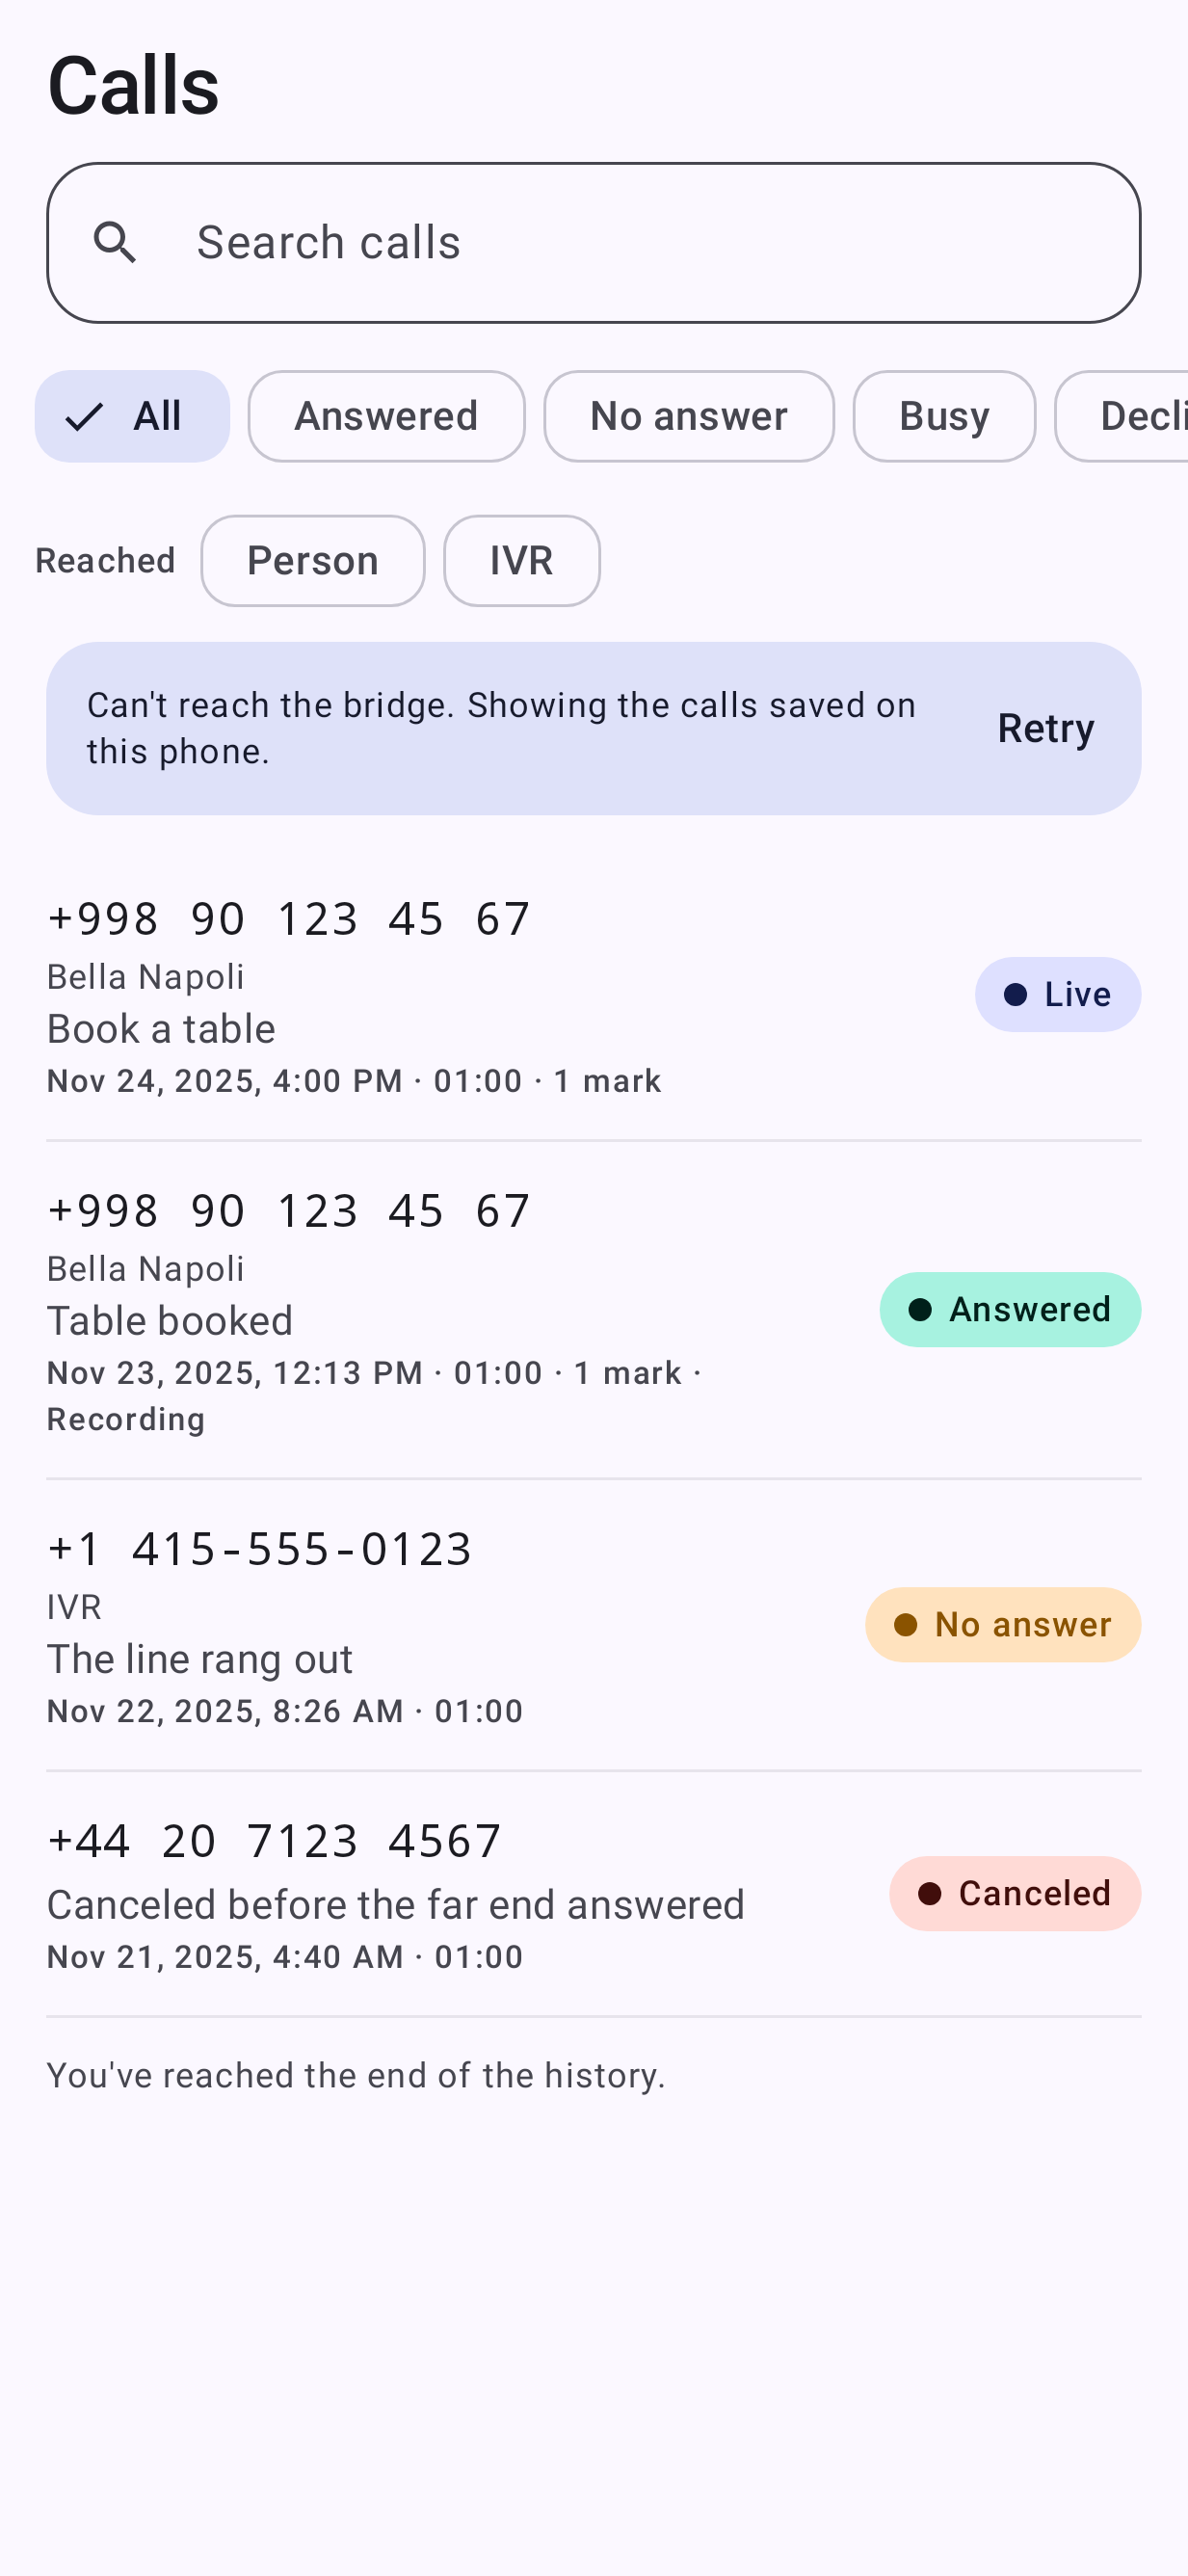 Calls
Search calls
All
Answered
No answer
Busy
Decli
Reached
Person
IVR
Can't reach the bridge. Showing the calls saved on
this phone.
Retry
+998 90 123 45 67
Bella Napoli
Book a table
Nov 24, 2025, 4:00 PM · 01:00 · 1 mark
Live
+998 90 123 45 67
Bella Napoli
Table booked
Nov 23, 2025, 12:13 PM · 01:00 · 1 mark ·
Recording
Answered
+1 415-555-0123
IVR
The line rang out
Nov 22, 2025, 8:26 AM · 01:00
No answer
+44 20 7123 4567
Canceled before the far end answered
Nov 21, 2025, 4:40 AM · 01:00
Canceled
You've reached the end of the history.